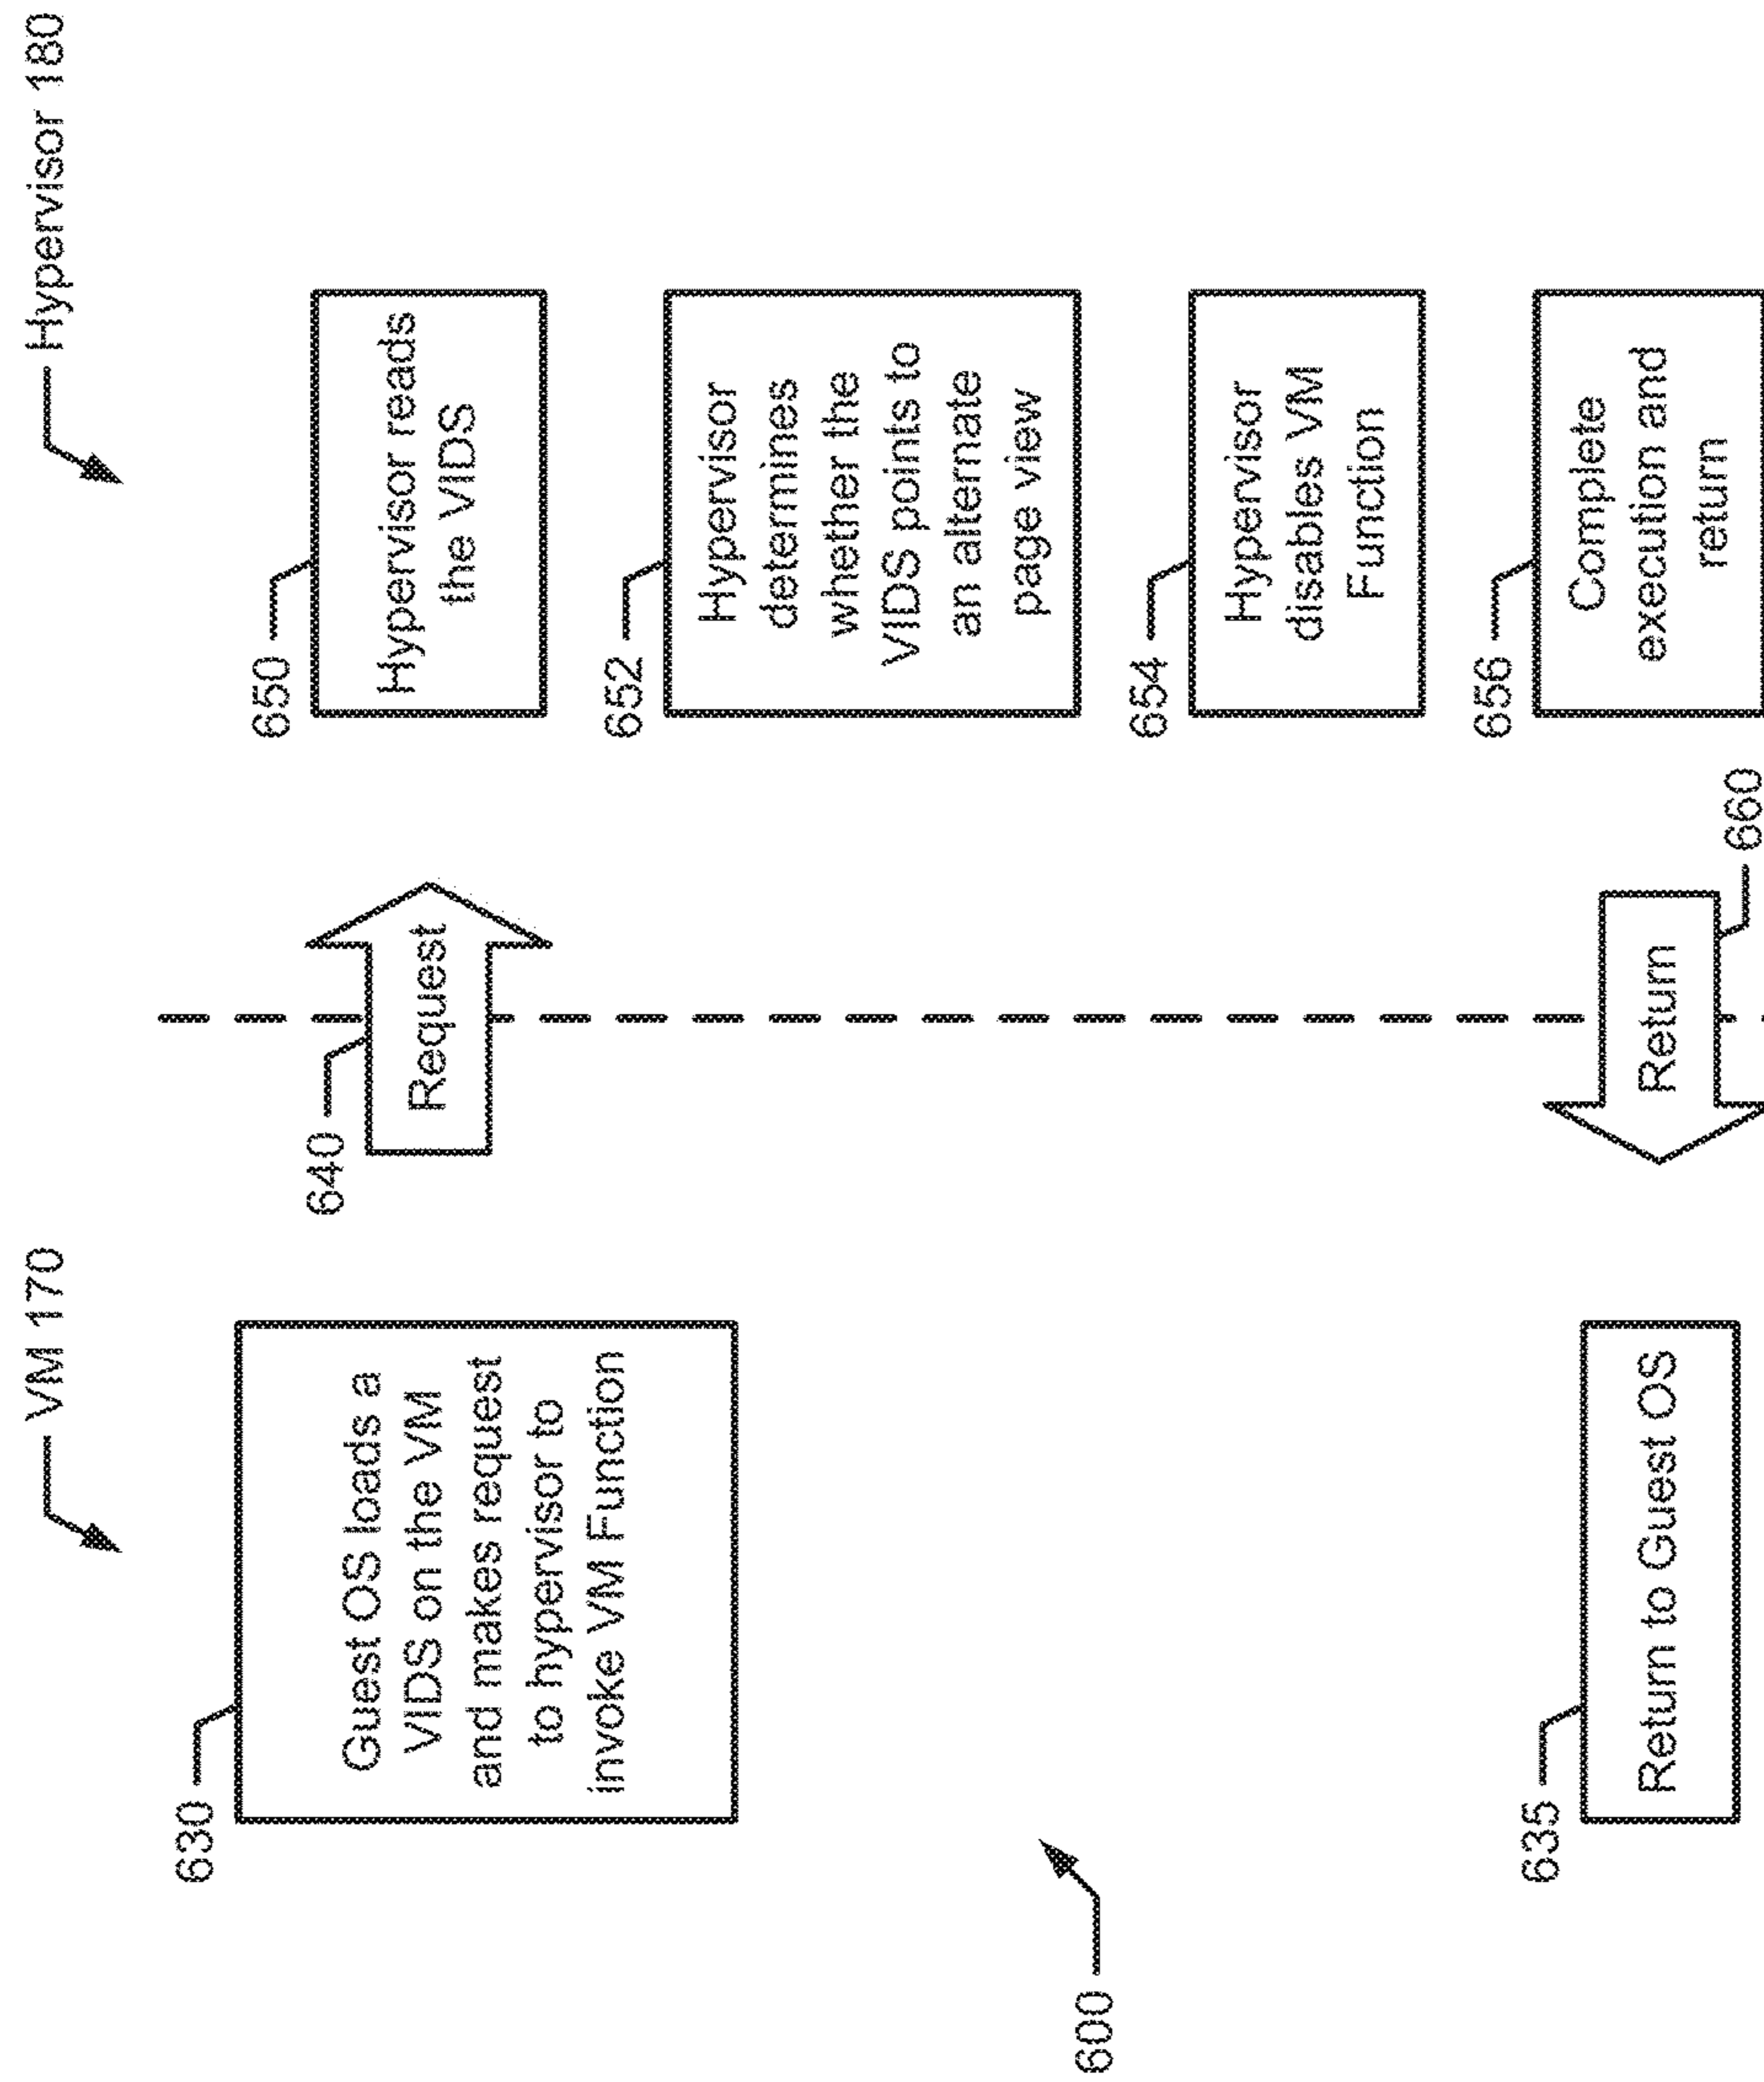 VM 170
Hypervisor 180
630
Guest OS loads a
VIDS on the VM
and makes request
to hypervisor to
invoke VM Function
640
Request
650
Hypervisor reads
the VIDS
652
Hypervisor
determines
whether the
VIDS points to
an alternate
page view
654
Hypervisor
disables VM
Function
656
Complete
execution and
return
600
635
Return to Guest OS
Return
660